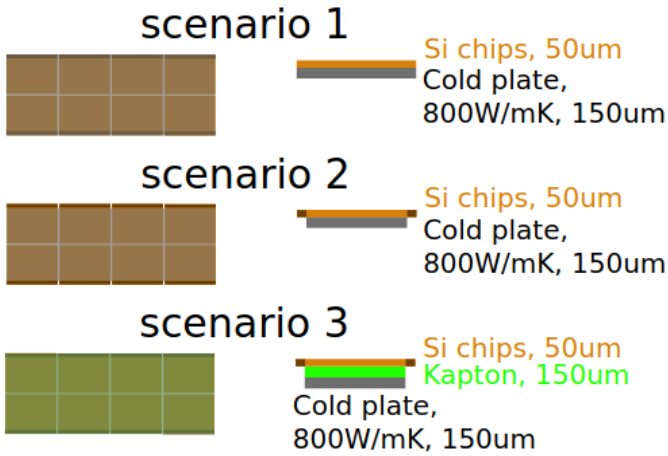 scenario 1
Si chips, 50um
Cold plate,
800W/mK, 150um
scenario 2
Si chips, 50um
Cold plate,
800W/mK, 150um
scenario 3
Si chips, 50um
Kapton, 150um
Cold plate,
800W/mK, 150um